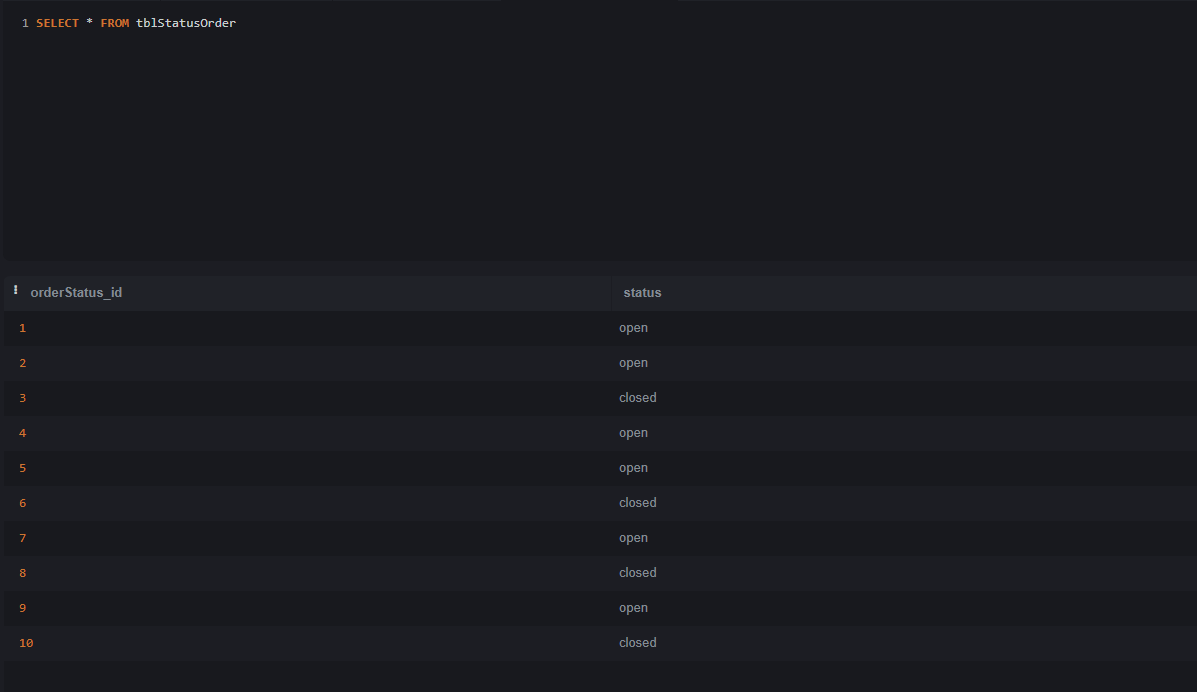 1 SELECT * FROM tblStatusOrder
orderStatus_id status
1 open
2 open
3 closed
4 open
5 open
6 closed
7 open
8 closed
9 open
10 closed